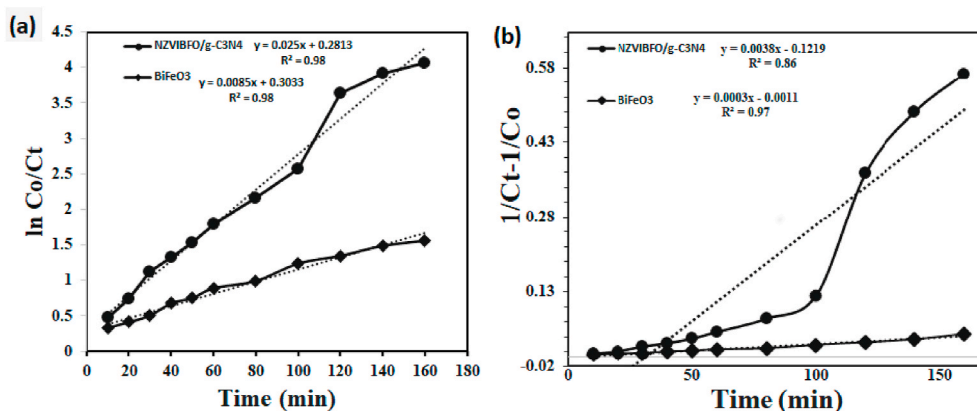 (a)
ln Co/Ct
4.5
4
3.5
3
2.5
2
1.5
1
0.5
0
NZVIBFO/g-C3N4 y = 0.025x + 0.2813
R² = 0.98
BiFeO3 y = 0.0085x + 0.3033
R² = 0.98
0 20 40 60 80 100 120 140 160 180
Time (min)
(b)
1/Ct-1/Co
0.58
0.43
0.28
0.13
-0.02
NZVIBFO/g-C3N4 y = 0.0038x - 0.1219
R² = 0.86
BiFeO3 y = 0.0003x - 0.0011
R² = 0.97
0 50 100 150
Time (min)